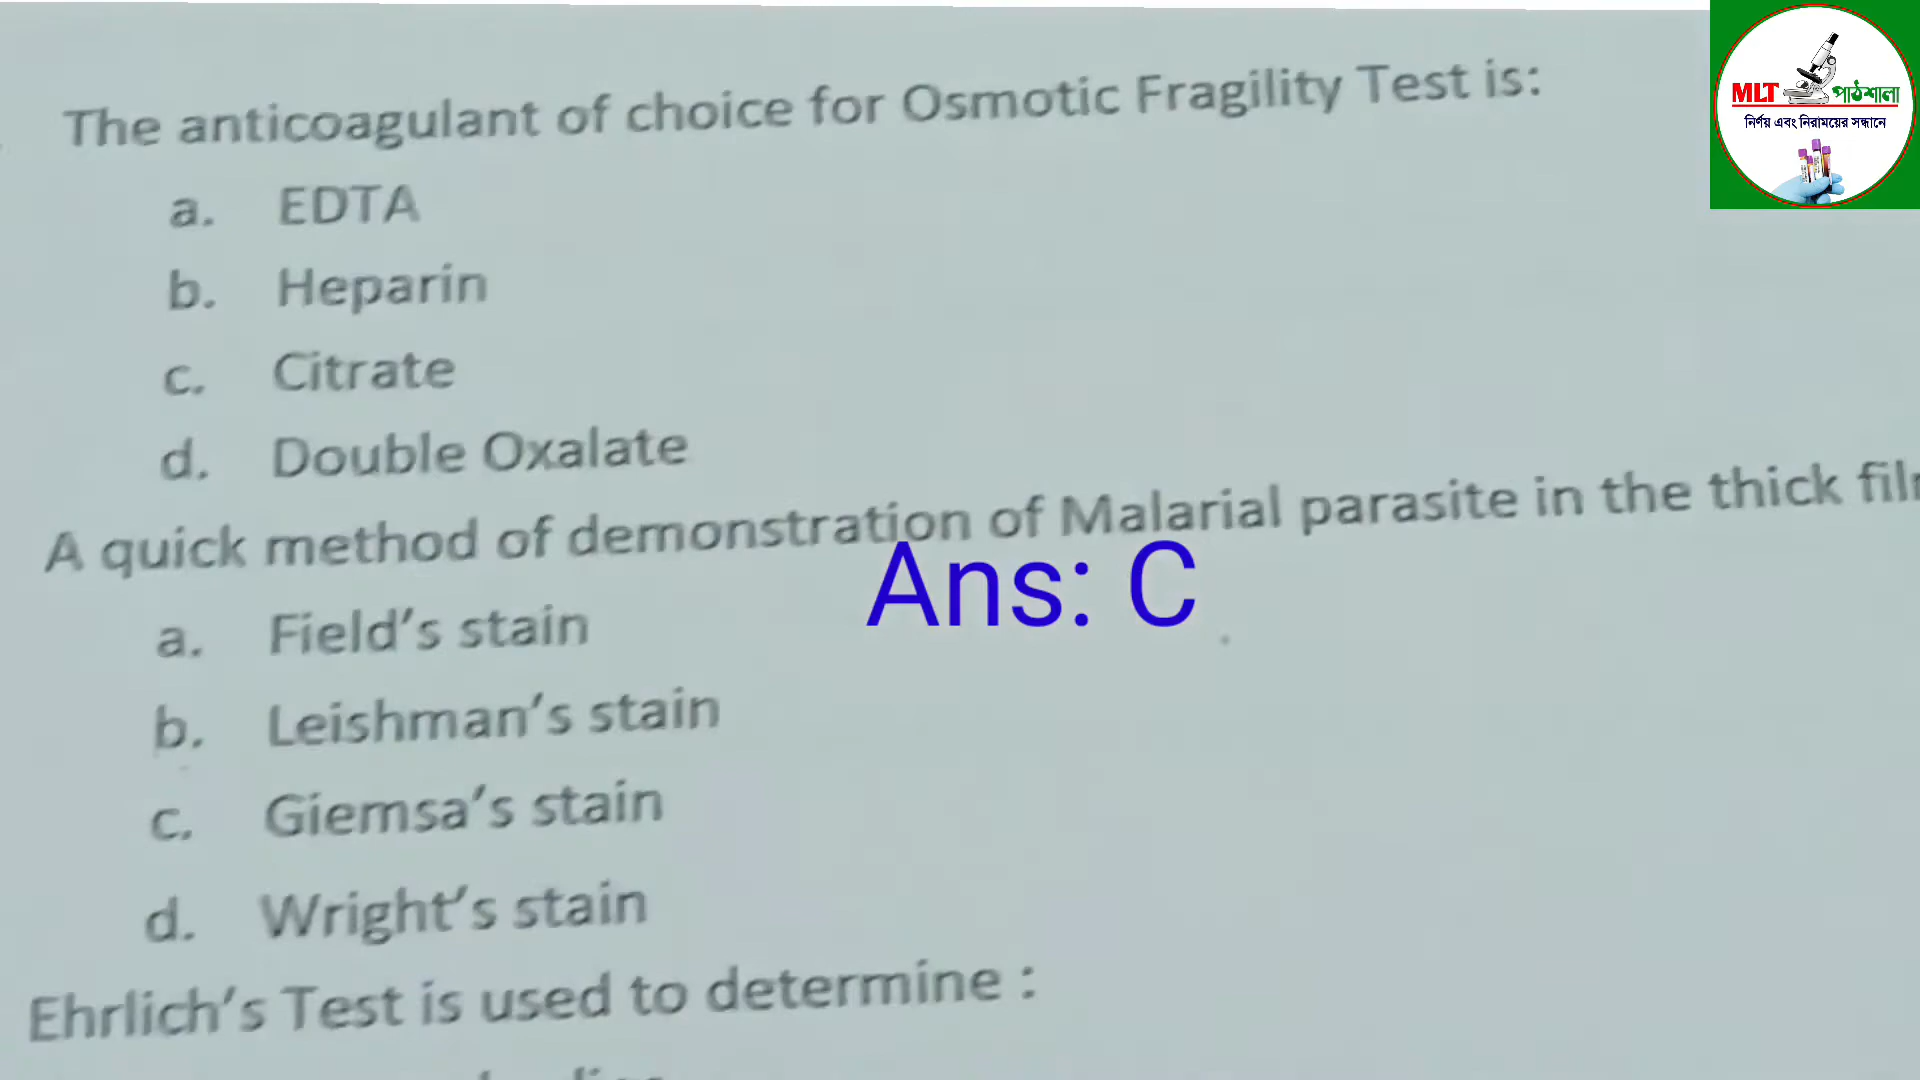 The anticoagulant of choice for Osmotic Fragility Test is:
a. EDTA
b. Heparin
c. Citrate
d. Double Oxalate
A quick method of demonstration of Malarial parasite in the thick
Ans: C
a. Field's stain
b. Leishman's stain
c. Giemsa's stain
d. Wright's stain
Ehrlich's Test is used to determine :
MLT পাঠশালা
নির্ণয় এবং নিরাময়ের সন্ধানে